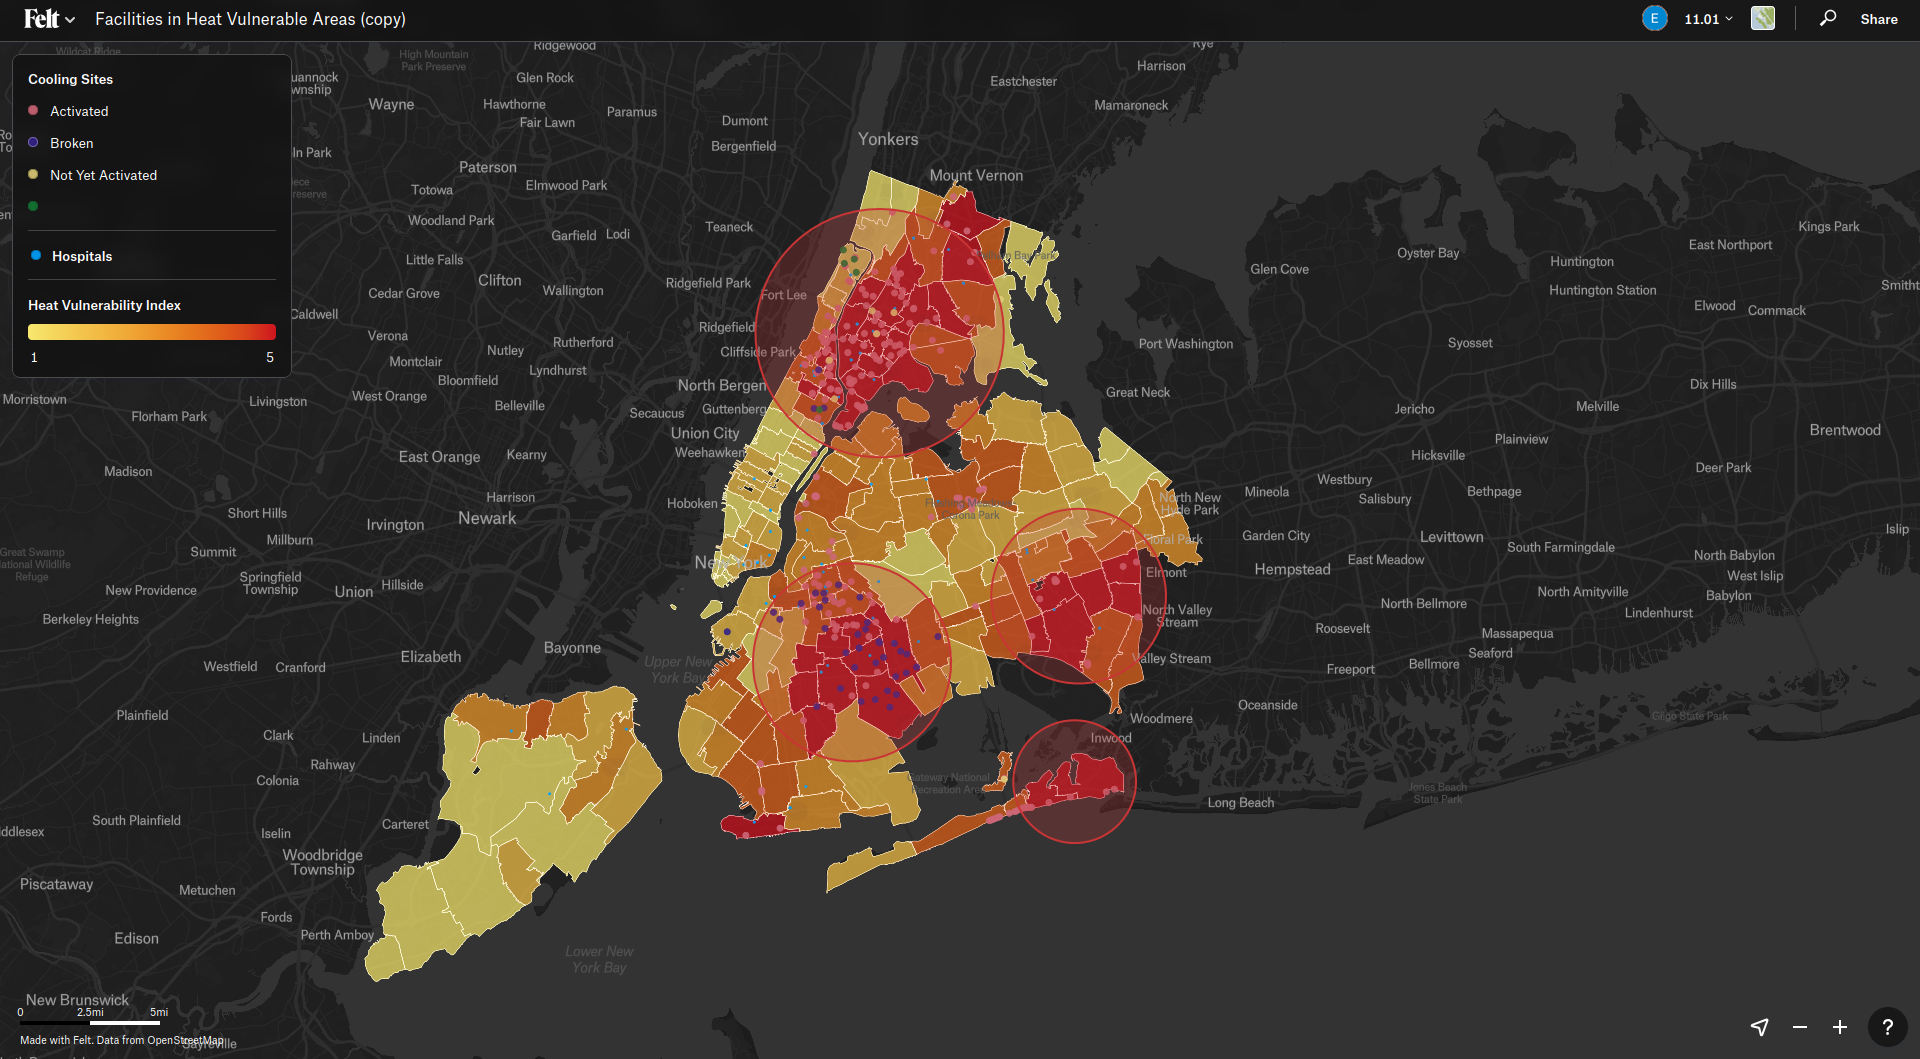 Felt
Facilities in Heat Vulnerable Areas (copy)
E
11.01
Share
Cooling Sites
Activated
Broken
Not Yet Activated
Hospitals
Heat Vulnerability Index
1
5
Wildcat Ridge
High Mountain
Park Preserve
Ridgewood
Rye
Harrison
Eastchester
Mamaroneck
uannock
wnship
Glen Rock
Wayne
Hawthorne
Fair Lawn
Paramus
Dumont
Bergenfield
Yonkers
Mount Vernon
ln Park
Paterson
Totowa
Elmwood Park
Woodland Park
Garfield
Lodi
Teaneck
Little Falls
Clifton
Cedar Grove
Wallington
Ridgefield Park
Fort Lee
Caldwell
Verona
Nutley
Rutherford
Ridgefield
Cliffside Park
Montclair
Bloomfield
Lyndhurst
North Bergen
Morristown
Florham Park
Livingston
West Orange
Belleville
Secaucus
Guttenberg
Union City
Weehawken
Madison
East Orange
Kearny
Hoboken
Harrison
Newark
Short Hills
Irvington
Millburn
Summit
Great Swamp
ational Wildlife
Refuge
New Providence
Springfield
Township
Union
Hillside
New York
Berkeley Heights
Westfield
Cranford
Elizabeth
Bayonne
Upper New
York Bay
Plainfield
Clark
Linden
Rahway
Colonia
South Plainfield
Iselin
Carteret
iddlesex
Woodbridge
Township
Piscataway
Metuchen
Fords
Perth Amboy
Edison
Lower New
York Bay
New Brunswick
Sayreville
Kings Park
East Northport
Oyster Bay
Huntington
Glen Cove
Huntington Station
Smitht
Elwood
Commack
Port Washington
Syosset
Great Neck
Dix Hills
Jericho
Melville
Plainview
Brentwood
Hicksville
Deer Park
Westbury
Mineola
Salisbury
Bethpage
North New
Hyde Park
Garden City
Levittown
Islip
Floral Park
East Meadow
South Farmingdale
North Babylon
Elmont
Hempstead
West Islip
Babylon
North Bellmore
North Amityville
Lindenhurst
North Valley
Stream
Roosevelt
Massapequa
Seaford
Valley Stream
Freeport
Bellmore
Woodmere
Oceanside
Inwood
Gateway National
Recreation Area
Long Beach
Jones Beach
State Park
Gilgo State Park
0
2.5mi
5mi
Made with Felt. Data from OpenStreetMap
?